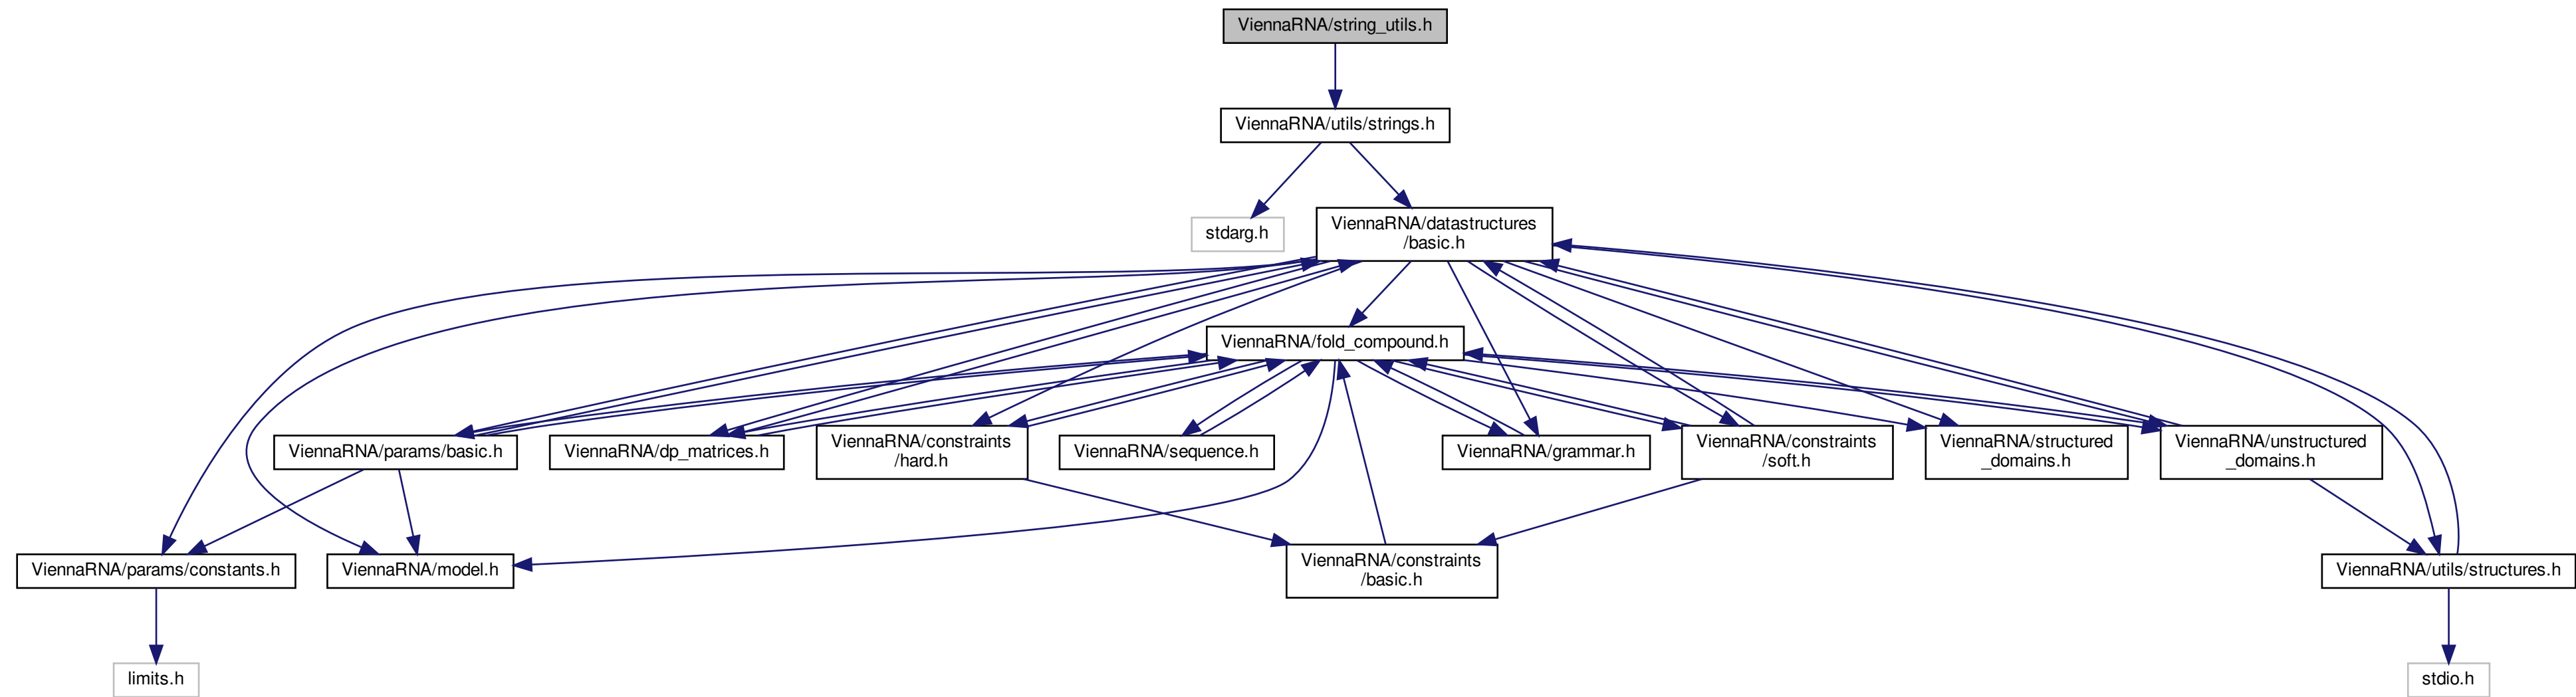 ViennaRNA/string_utils.h
ViennaRNA/utils/strings.h
stdarg.h
ViennaRNA/datastructures
/basic.h
ViennaRNA/fold_compound.h
ViennaRNA/params/basic.h
ViennaRNA/dp_matrices.h
ViennaRNA/constraints
/hard.h
ViennaRNA/sequence.h
ViennaRNA/grammar.h
ViennaRNA/constraints
/soft.h
ViennaRNA/structured
_domains.h
ViennaRNA/unstructured
_domains.h
ViennaRNA/params/constants.h
ViennaRNA/model.h
ViennaRNA/constraints
/basic.h
ViennaRNA/utils/structures.h
limits.h
stdio.h